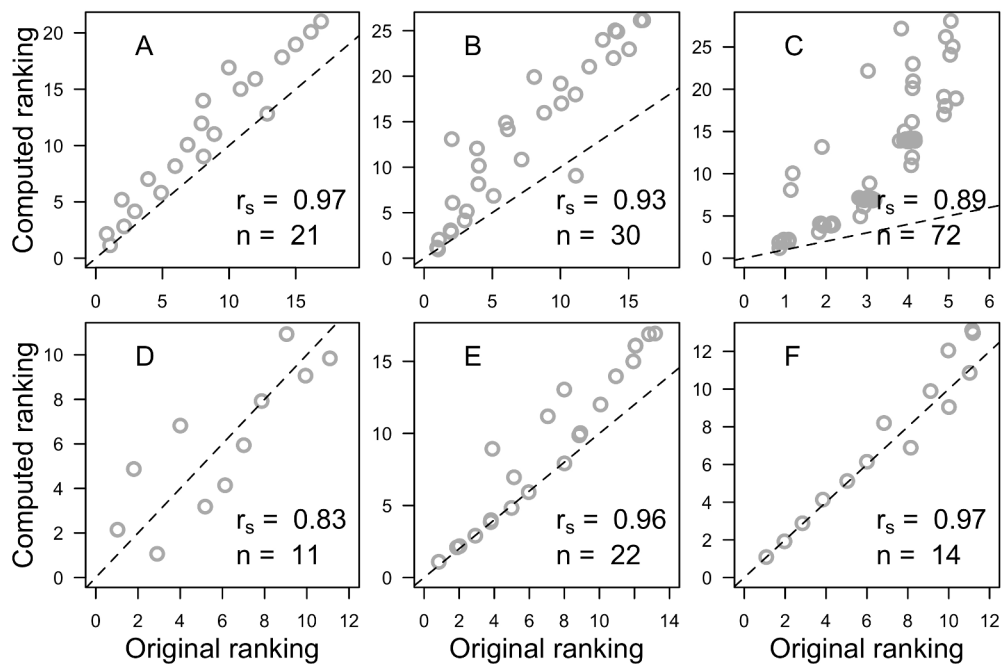 A
B
C
Computed ranking
20
15
10
5
0
25
20
15
10
5
0
25
20
15
10
5
0
rs = 0.97
n = 21
rs = 0.93
n = 30
rs = 0.89
n = 72
0 5 10 15
0 5 10 15
0 1 2 3 4 5 6
D
E
F
Computed ranking
10
8
6
4
2
0
15
10
5
0
12
10
8
6
4
2
0
rs = 0.83
n = 11
rs = 0.96
n = 22
rs = 0.97
n = 14
0 2 4 6 8 10 12
0 2 4 6 8 10 12 14
0 2 4 6 8 10 12
Original ranking
Original ranking
Original ranking